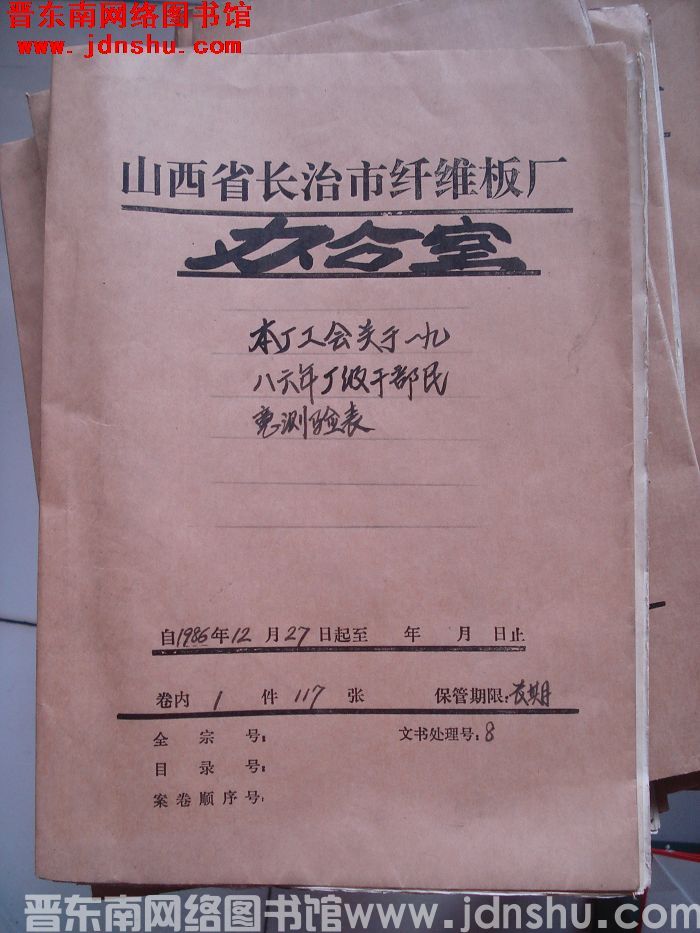 晋东南网络图书馆
www.jdnshu.com
山西省长治市纤维板厂
办公室
本厂工会关于一九
八六年厂级干部民
意测验表
自1986年12月27日起至 年 月 日止
卷内 1 件 117 张 保管期限:长期
全宗号: 文书处理号:8
目录号:
案卷顺序号:
晋东南网络图书馆www.jdnshu.com